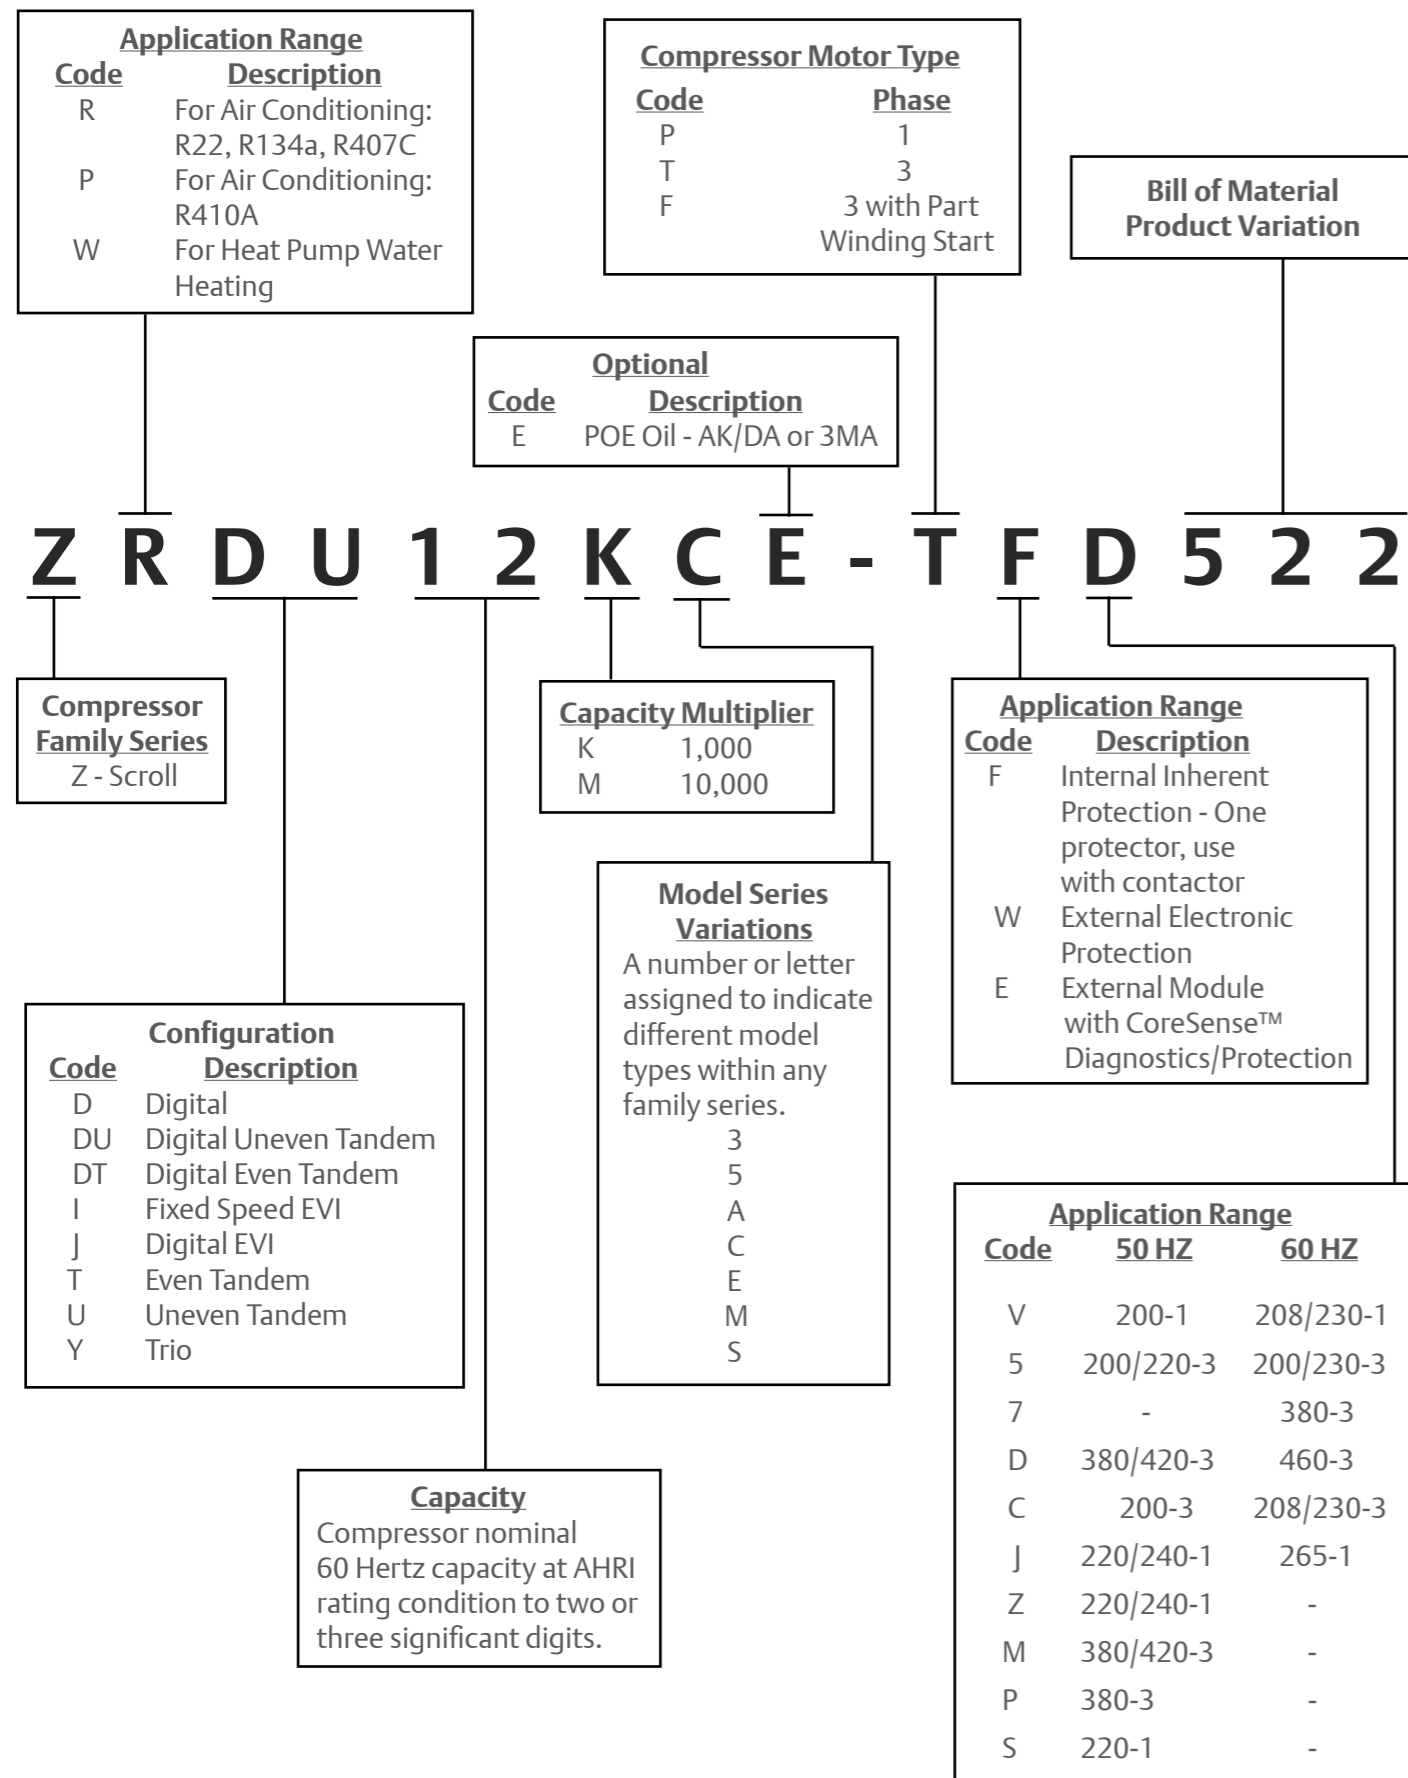 Application Range
Code Description
R For Air Conditioning:
R22, R134a, R407C
P For Air Conditioning:
R410A
W For Heat Pump Water
Heating
Compressor Motor Type
Code Phase
P 1
T 3
F 3 with Part
Winding Start
Bill of Material
Product Variation
Optional
Code Description
E POE Oil - AK/DA or 3MA
Z R D U 1 2 K C E - T F D 5 2 2
Compressor
Family Series
Z - Scroll
Capacity Multiplier
K 1,000
M 10,000
Application Range
Code Description
F Internal Inherent
Protection - One
protector, use
with contactor
W External Electronic
Protection
E External Module
with CoreSense™
Diagnostics/Protection
Model Series
Variations
A number or letter
assigned to indicate
different model
types within any
family series.
3
5
A
C
E
M
S
Configuration
Code Description
D Digital
DU Digital Uneven Tandem
DT Digital Even Tandem
I Fixed Speed EVI
J Digital EVI
T Even Tandem
U Uneven Tandem
Y Trio
Application Range
Code 50 HZ 60 HZ
V 200-1 208/230-1
5 200/220-3 200/230-3
7 - 380-3
D 380/420-3 460-3
C 200-3 208/230-3
J 220/240-1 265-1
Z 220/240-1 -
M 380/420-3 -
P 380-3 -
S 220-1 -
Capacity
Compressor nominal
60 Hertz capacity at AHRI
rating condition to two or
three significant digits.